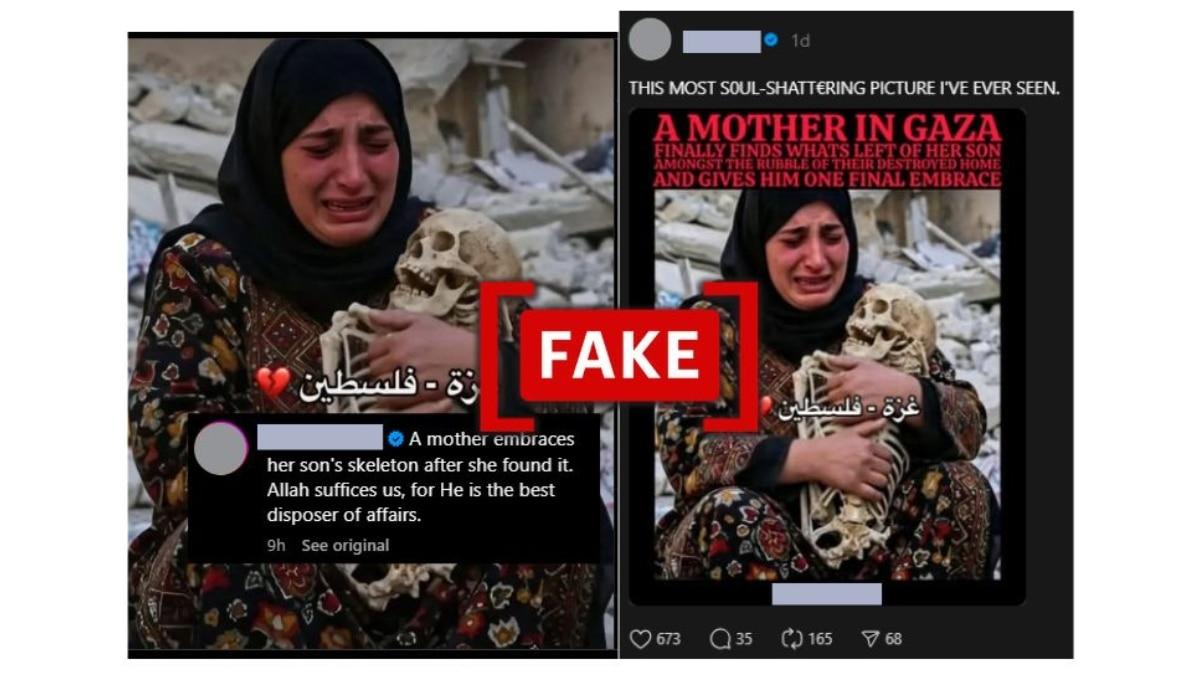 غزة - فلسطين
A mother embraces
her son's skeleton after she found it.
Allah suffices us, for He is the best
disposer of affairs.
9h See original
FAKE
1d
THIS MOST S0UL-SHATT€RING PICTURE I'VE EVER SEEN.
A MOTHER IN GAZA
FINALLY FINDS WHATS LEFT OF HER SON
AMONGST THE RUBBLE OF THEIR DESTROYED HOME
AND GIVES HIM ONE FINAL EMBRACE
غزة - فلسطين
673 35 165 68